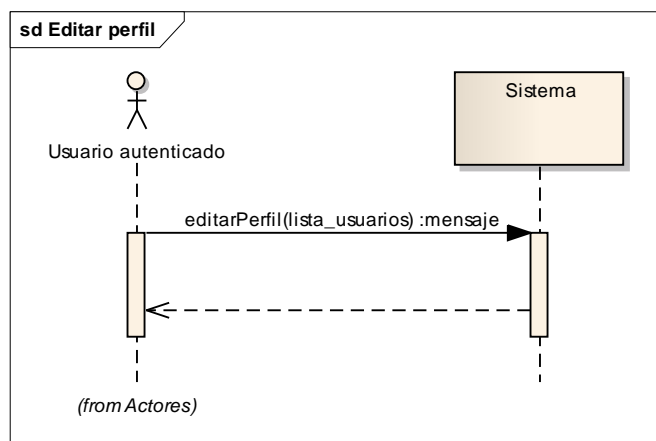 sd Editar perfil
Sistema
Usuario autenticado
editarPerfil(lista_usuarios) :mensaje
(from Actores)